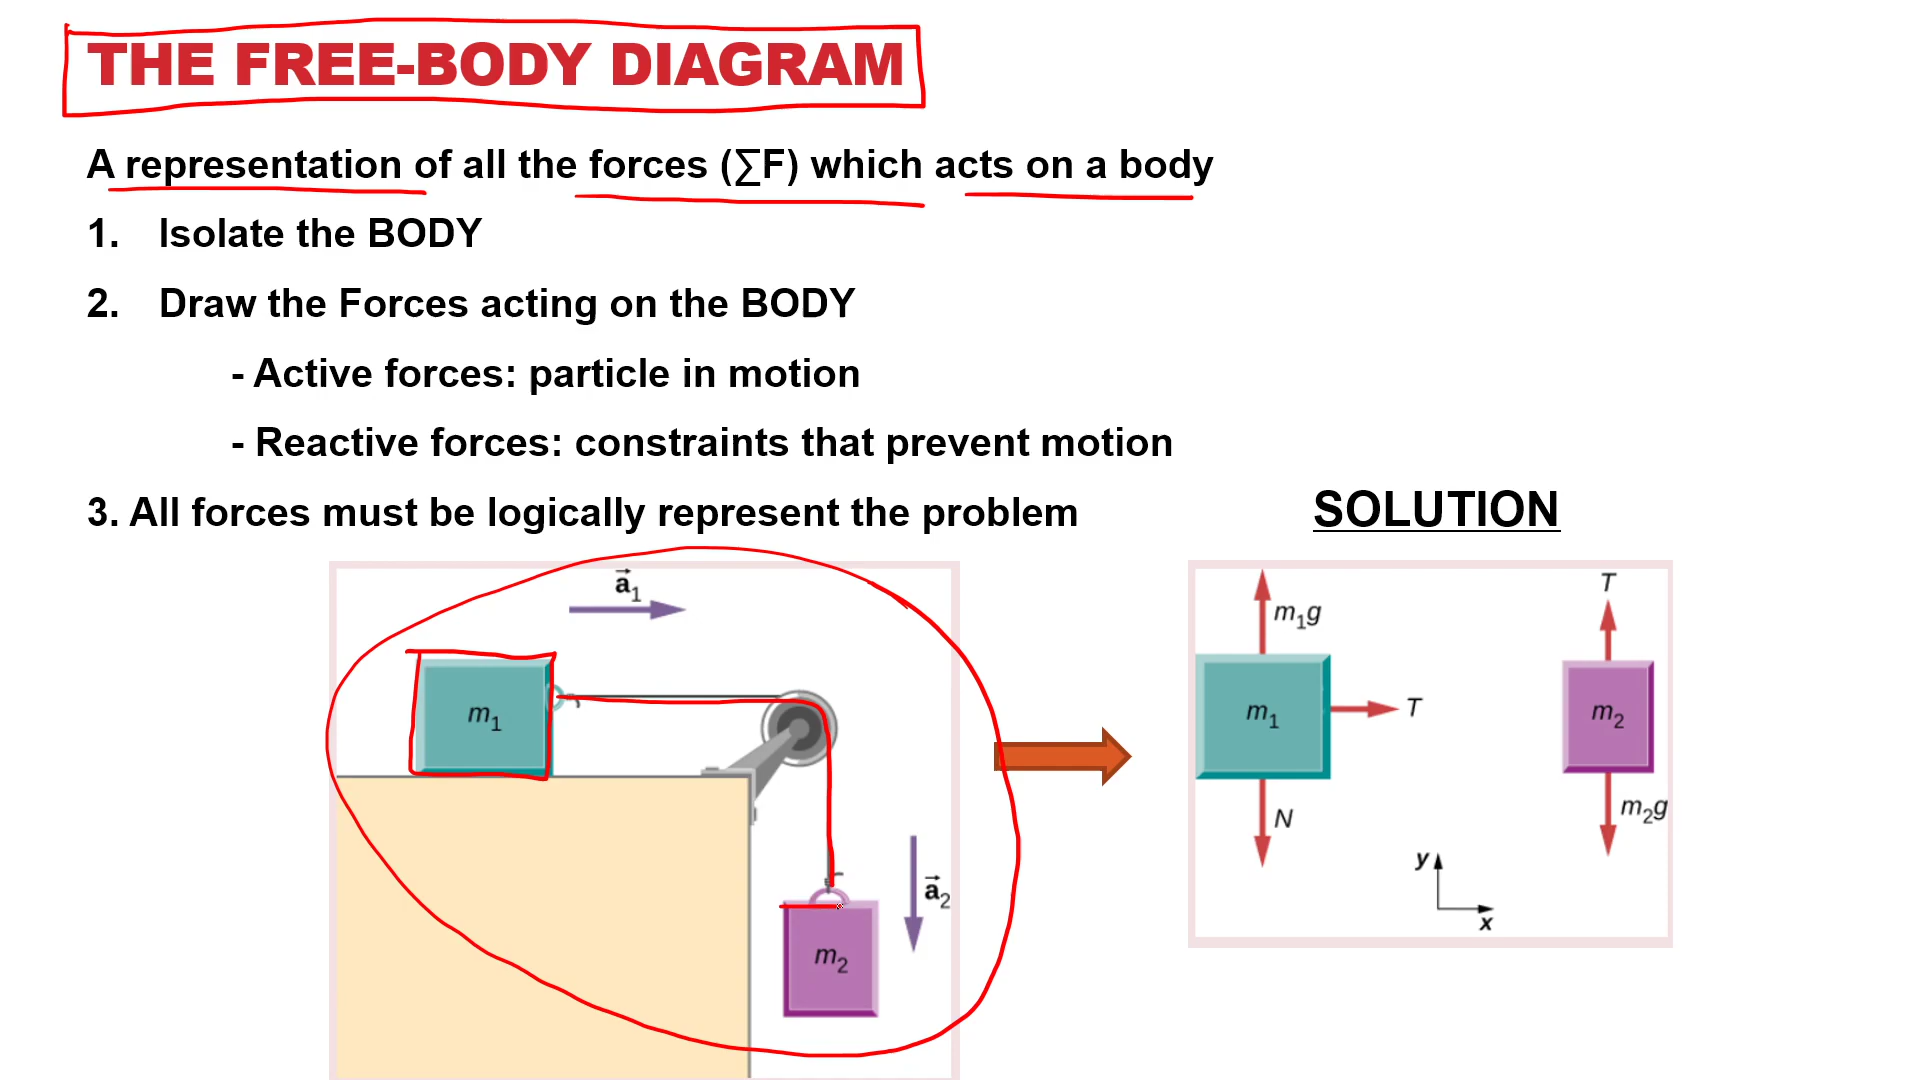 THE FREE-BODY DIAGRAM
A representation of all the forces (∑F) which acts on a body
1. Isolate the BODY
2. Draw the Forces acting on the BODY
- Active forces: particle in motion
- Reactive forces: constraints that prevent motion
3. All forces must be logically represent the problem
SOLUTION
a⃗₁
m₁
a⃗₂
m₂
m₁g
m₁
T
N
T
m₂
m₂g
y
x